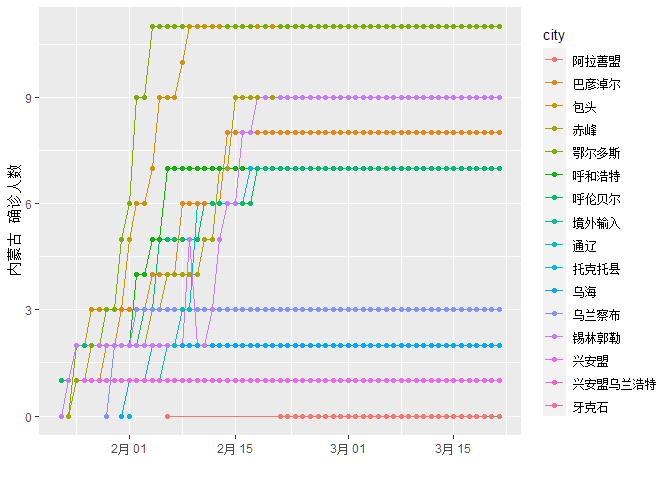 内蒙古 确诊人数
9
6
3
0
2月 01
2月 15
3月 01
3月 15
city
阿拉善盟
巴彦淖尔
包头
赤峰
鄂尔多斯
呼和浩特
呼伦贝尔
境外输入
通辽
托克托县
乌海
乌兰察布
锡林郭勒
兴安盟
兴安盟乌兰浩特
牙克石